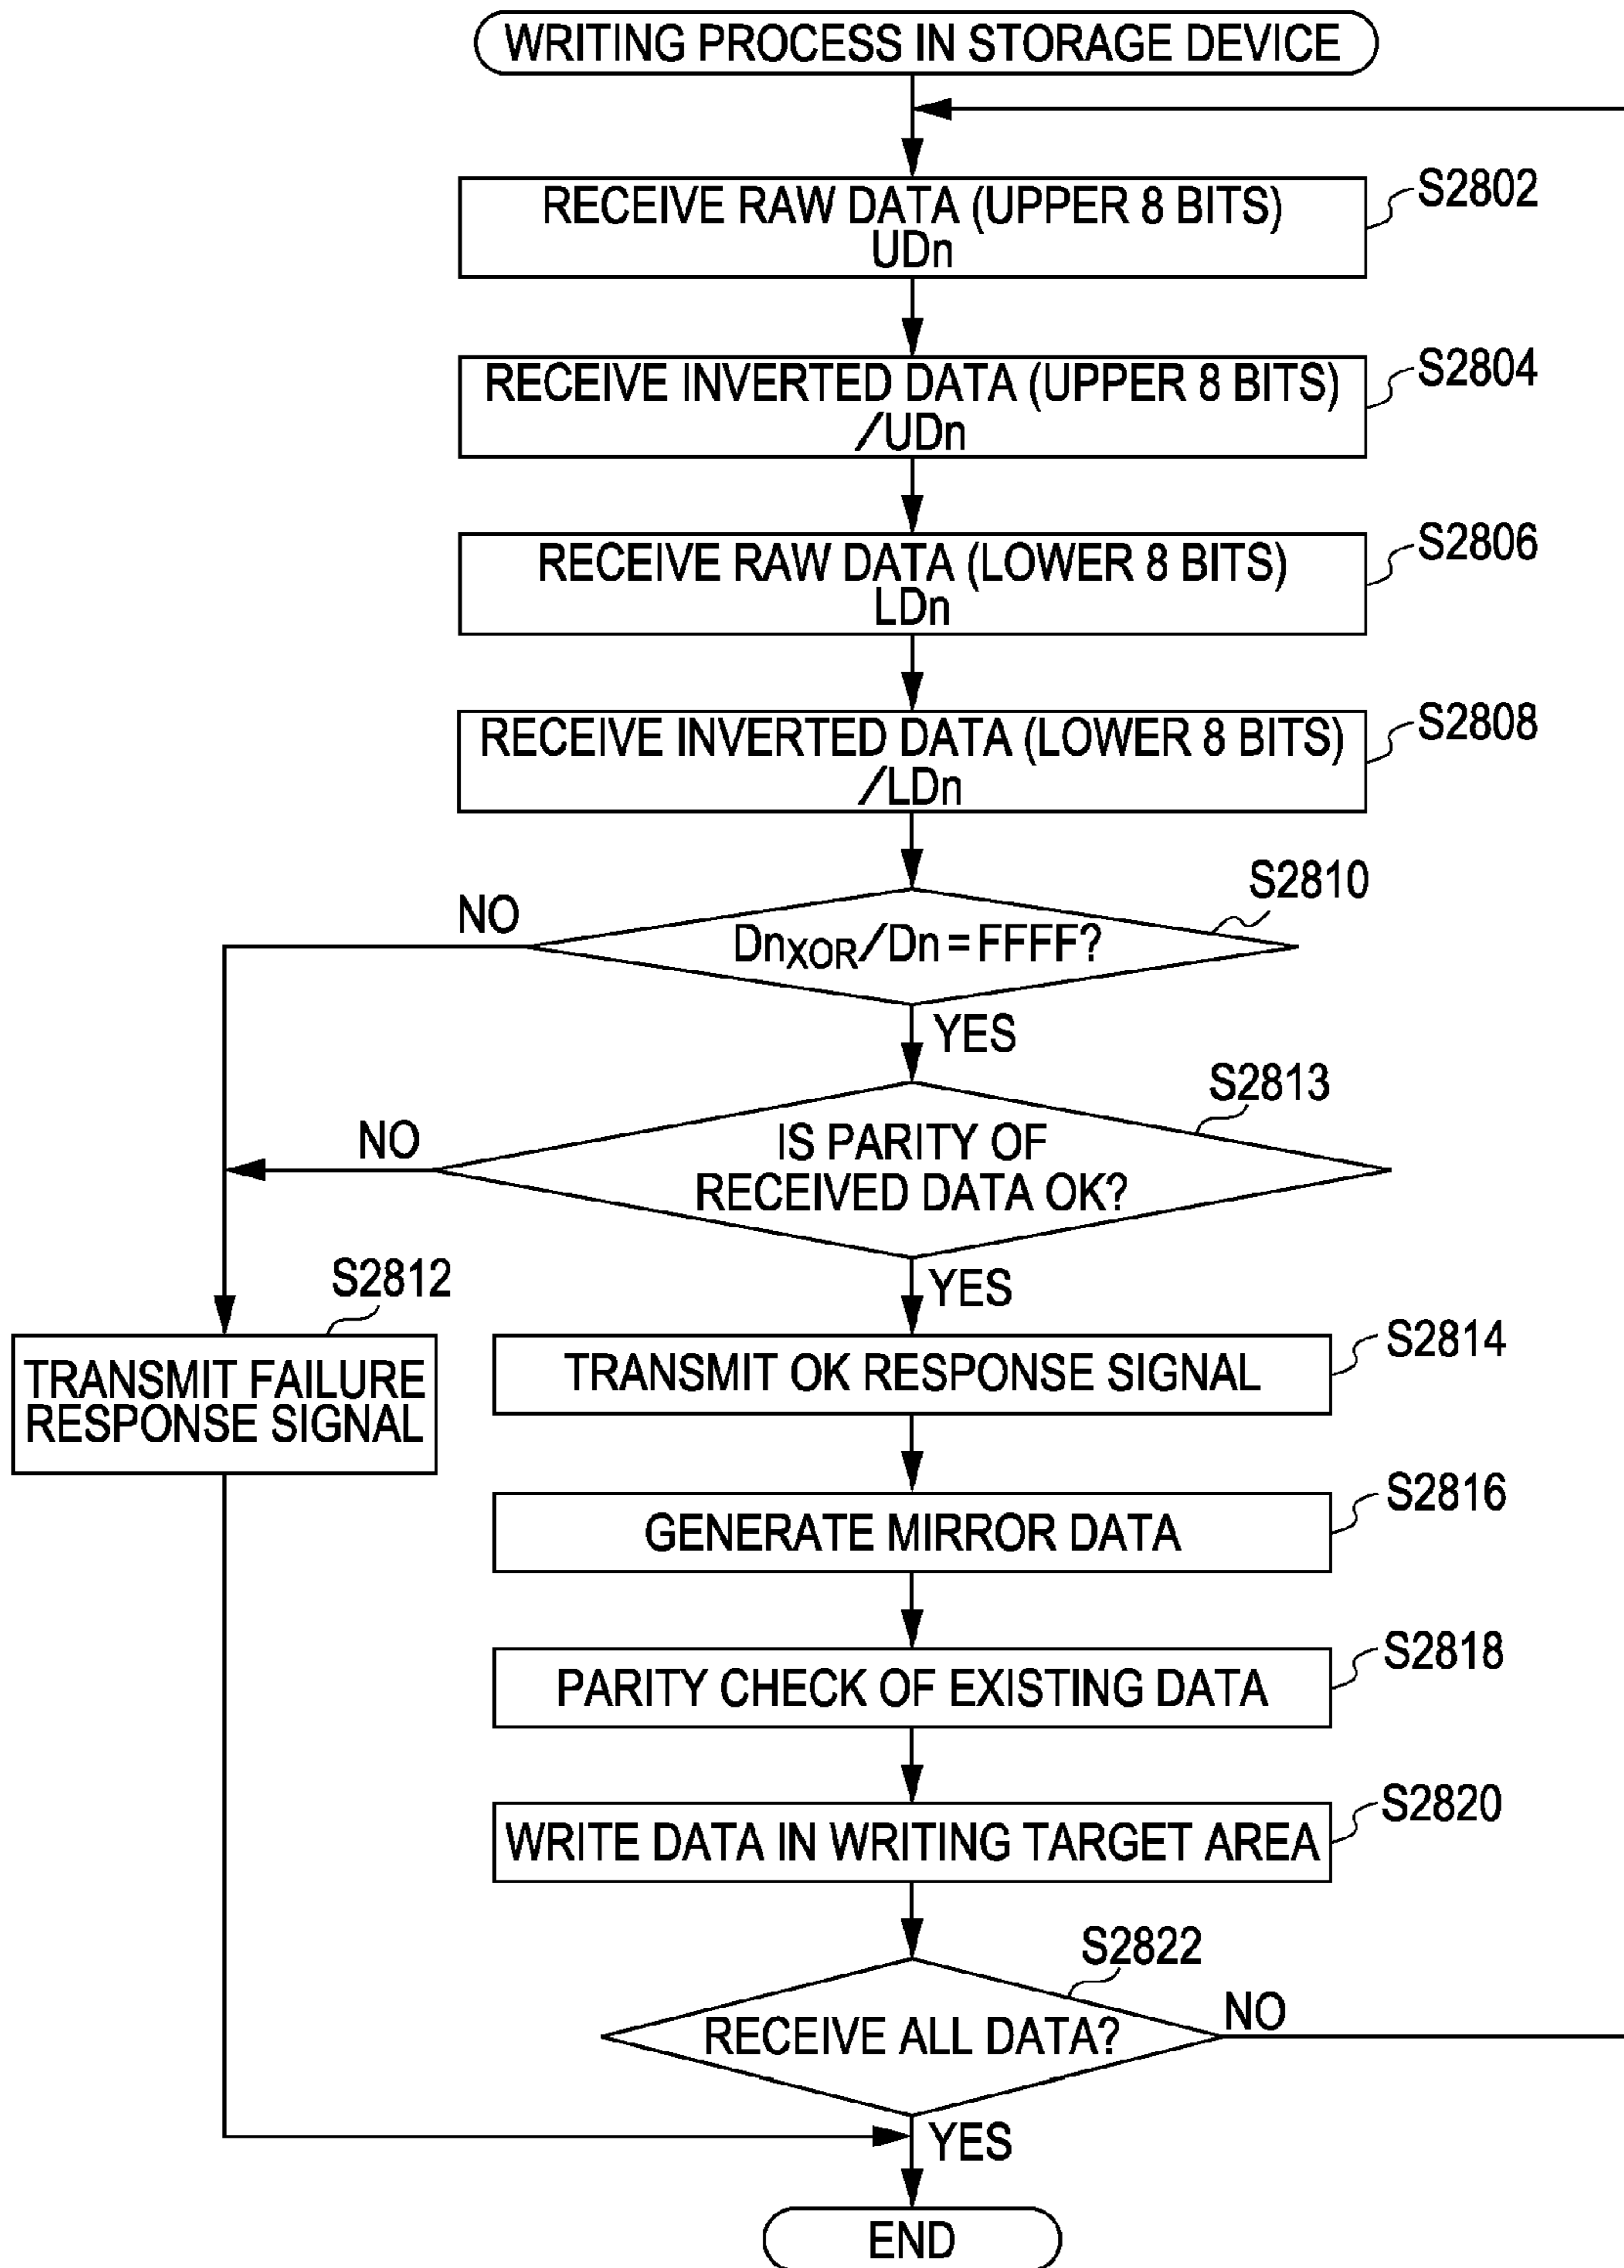 WRITING PROCESS IN STORAGE DEVICE
RECEIVE RAW DATA (UPPER 8 BITS)
UDn
S2802
RECEIVE INVERTED DATA (UPPER 8 BITS)
/UDn
S2804
RECEIVE RAW DATA (LOWER 8 BITS)
LDn
S2806
RECEIVE INVERTED DATA (LOWER 8 BITS)
/LDn
S2808
S2810
NO
DnXOR/Dn=FFFF?
YES
S2813
NO
IS PARITY OF
RECEIVED DATA OK?
YES
S2812
TRANSMIT FAILURE
RESPONSE SIGNAL
TRANSMIT OK RESPONSE SIGNAL
S2814
GENERATE MIRROR DATA
S2816
PARITY CHECK OF EXISTING DATA
S2818
WRITE DATA IN WRITING TARGET AREA
S2820
S2822
RECEIVE ALL DATA?
NO
YES
END